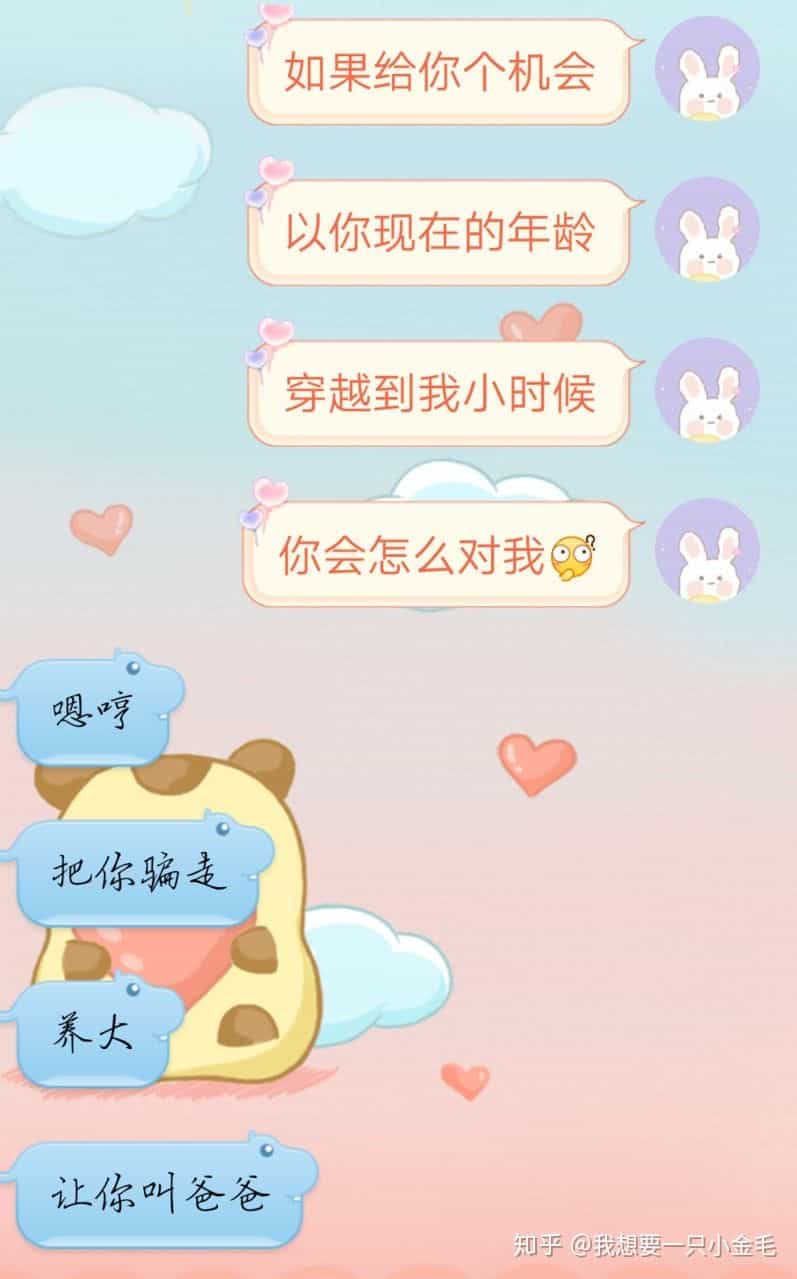 如果给你个机会
以你现在的年龄
穿越到我小时候
你会怎么对我
嗯哼
把你骗走
养大
让你叫爸爸
知乎 @我想要一只小金毛